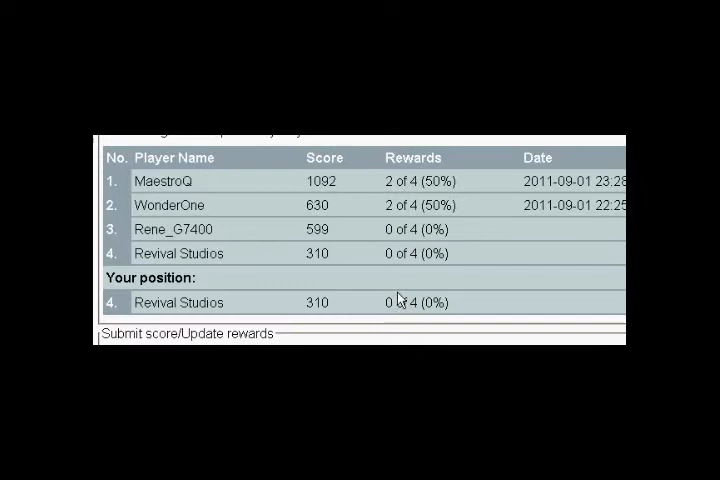 No. Player Name Score Rewards Date
1. MaestroQ 1092 2 of 4 (50%) 2011-09-01 23:28
2. WonderOne 630 2 of 4 (50%) 2011-09-01 22:25
3. Rene_G7400 599 0 of 4 (0%)
4. Revival Studios 310 0 of 4 (0%)
Your position:
4. Revival Studios 310 0 of 4 (0%)
Submit score/Update rewards